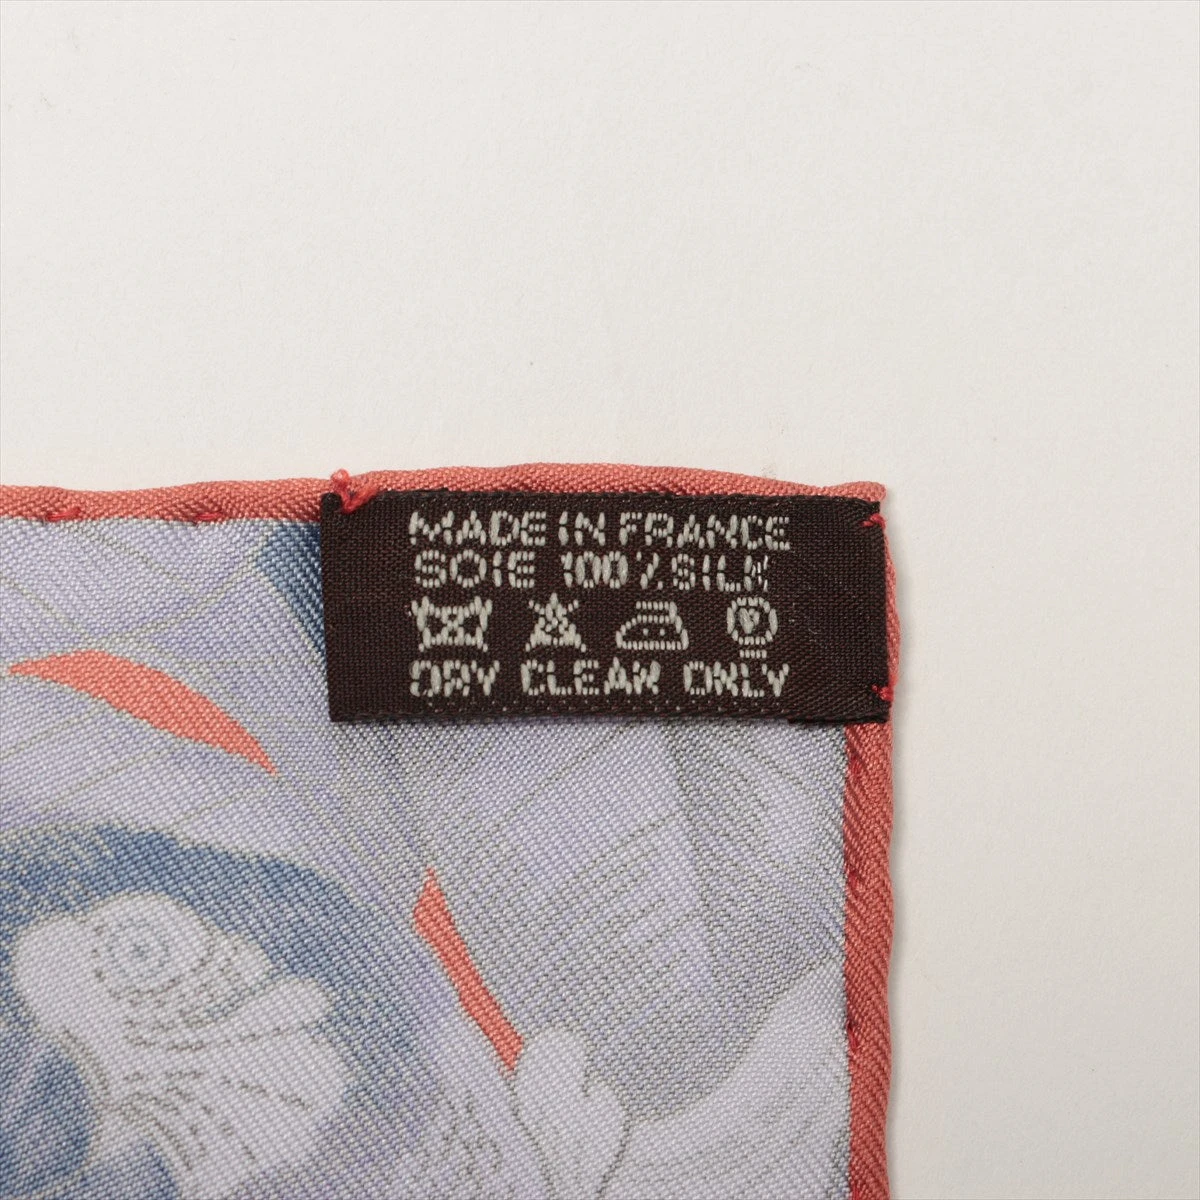 MADE IN FRANCE
SOIE 100% SILK
P
DRY CLEAN ONLY